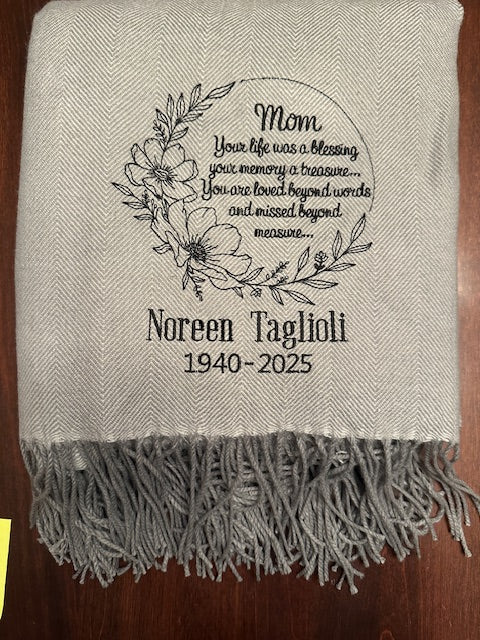 Mom
Your life was a blessing
your memory a treasure...
You are loved beyond words
and missed beyond
measure...
Noreen Taglioli
1940-2025